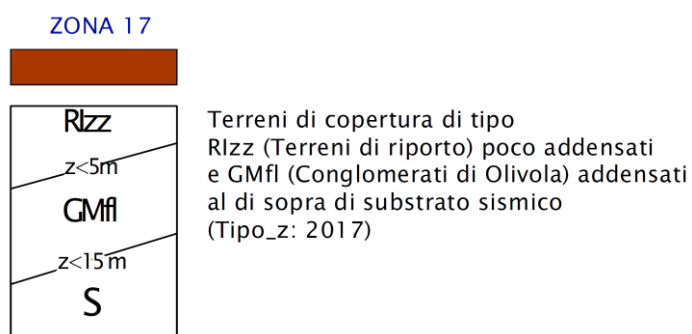 ZONA 17
RIzz
z<5m
GMfl
z<15m
S
Terreni di copertura di tipo
RIzz (Terreni di riporto) poco addensati
e GMfl (Conglomerati di Olivola) addensati
al di sopra di substrato sismico
(Tipo_z: 2017)